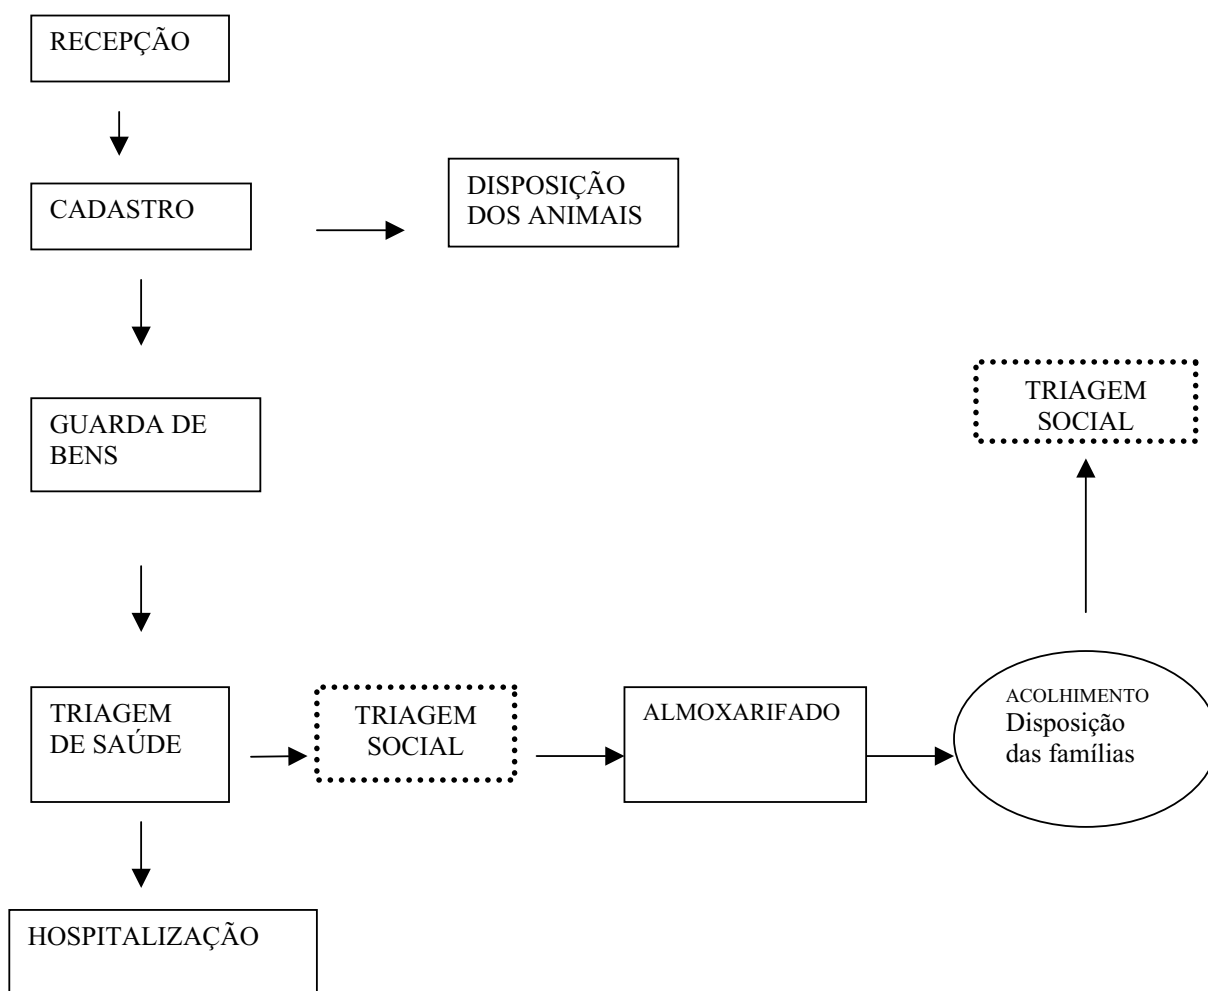 RECEPÇÃO
CADASTRO
DISPOSIÇÃO
DOS ANIMAIS
GUARDA DE
BENS
TRIAGEM
SOCIAL
TRIAGEM
DE SAÚDE
TRIAGEM
SOCIAL
ALMOXARIFADO
ACOLHIMENTO
Disposição
das famílias
HOSPITALIZAÇÃO